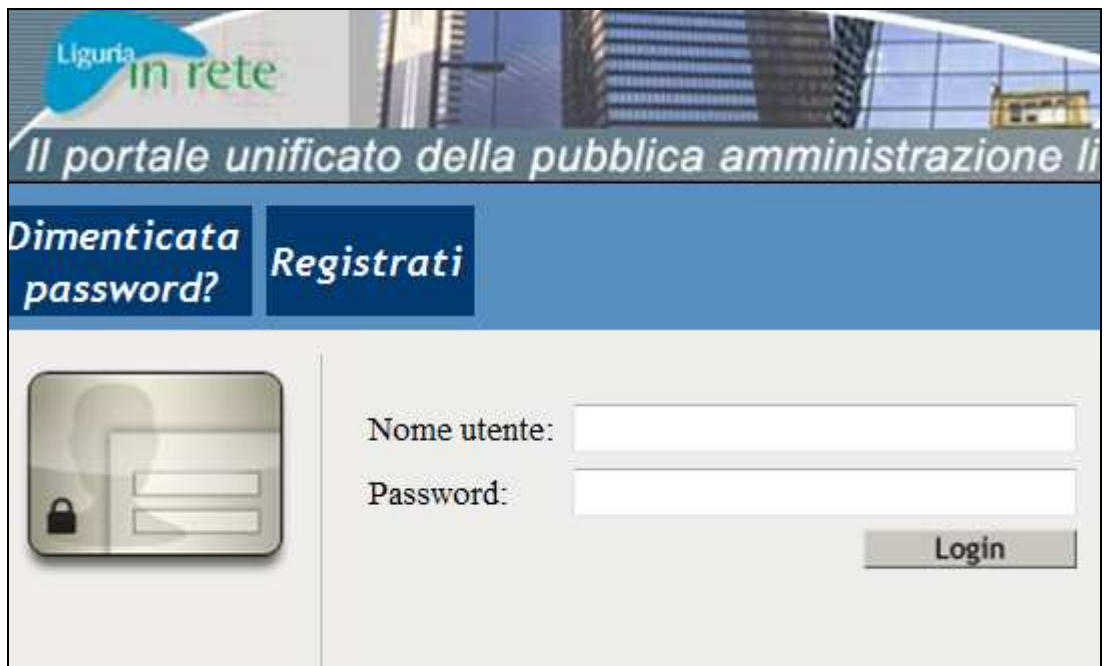 Liguria
in rete
Il portale unificato della pubblica amministrazione li
Dimenticata
password?
Registrati
Nome utente:
Password:
Login